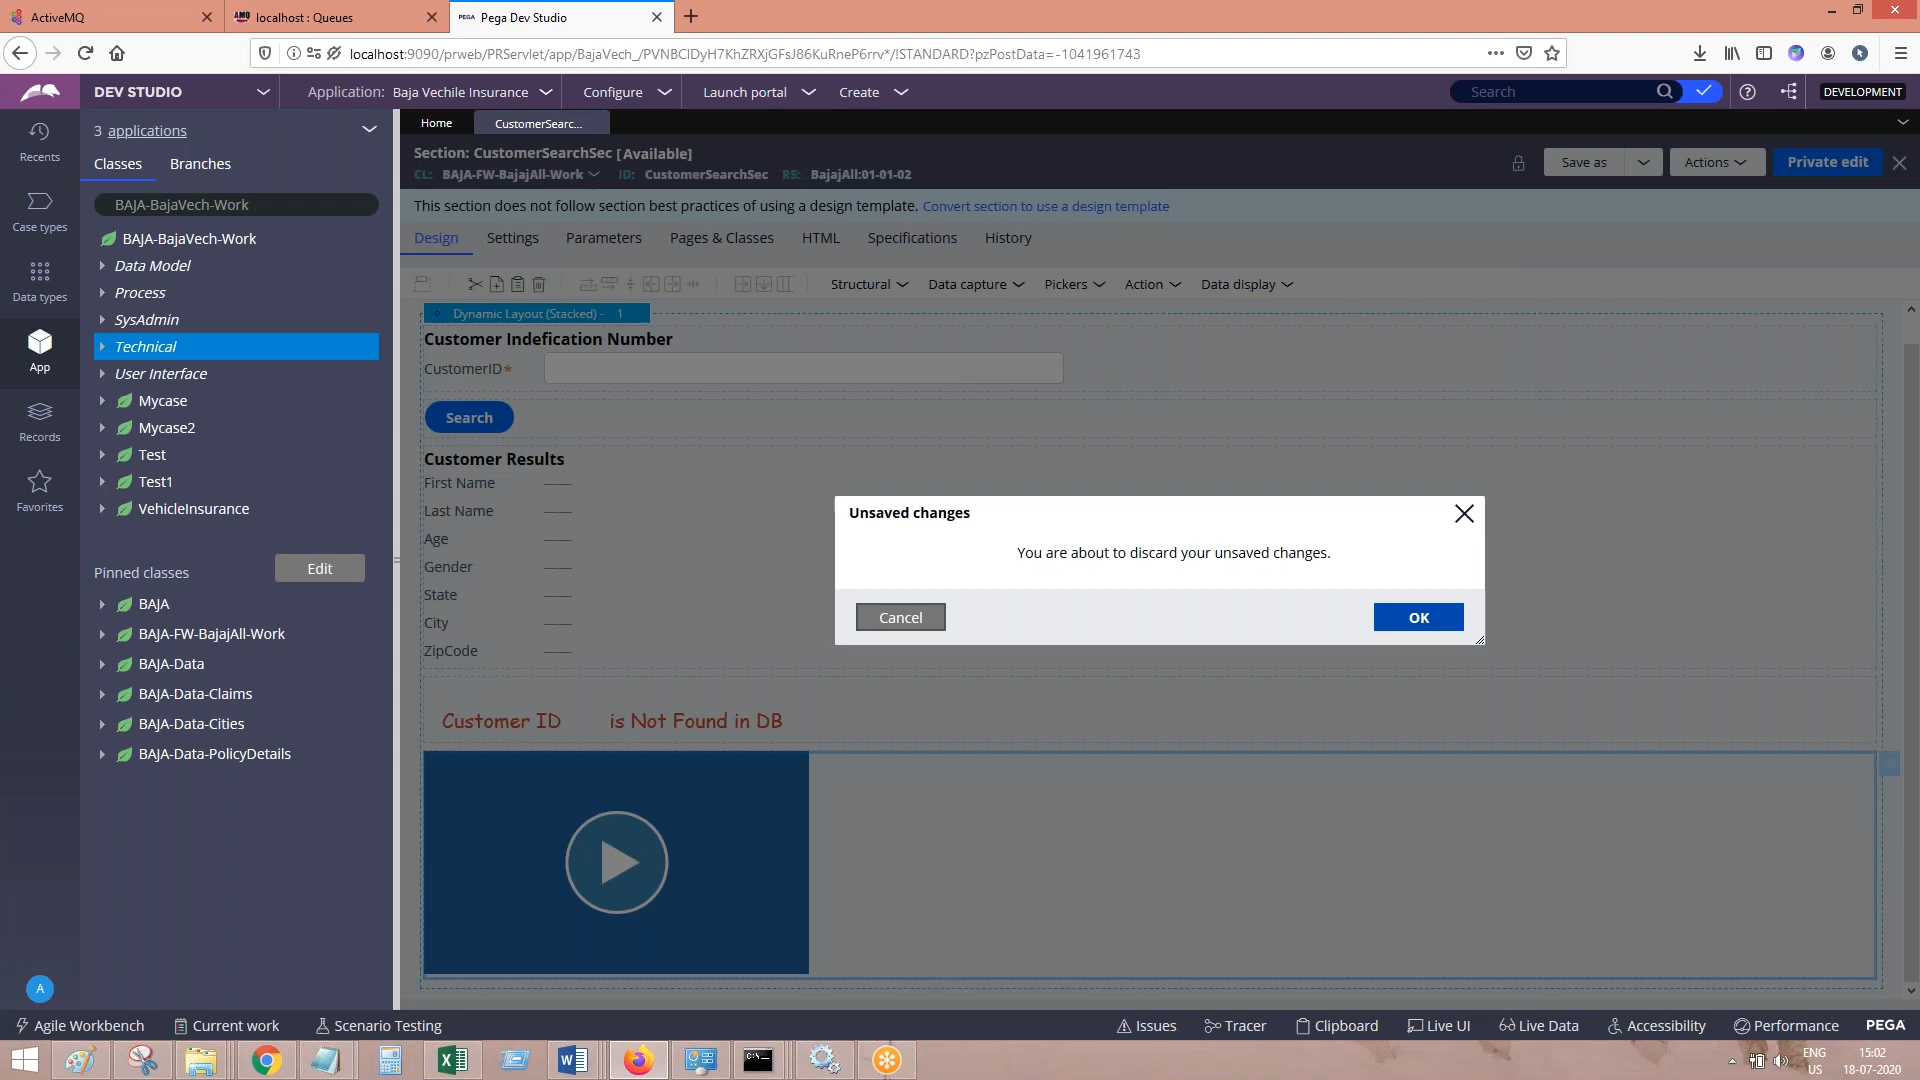 ActiveMQ
localhost : Queues
PEGA Pega Dev Studio
localhost:9090/prweb/PRServlet/app/BajaVech_/PVNBClDyH7KhZRXjGFsJ86KuRneP6rrv*/!STANDARD?pzPostData=-1041961743
DEV STUDIO
Application: Baja Vechile Insurance
Configure
Launch portal
Create
Search
DEVELOPMENT
Recents
Case types
Data types
App
Records
Favorites
A
3 applications
Classes
Branches
BAJA-BajaVech-Work
BAJA-BajaVech-Work
Data Model
Process
SysAdmin
Technical
User Interface
Mycase
Mycase2
Test
Test1
VehicleInsurance
Pinned classes
Edit
BAJA
BAJA-FW-BajajAll-Work
BAJA-Data
BAJA-Data-Claims
BAJA-Data-Cities
BAJA-Data-PolicyDetails
Home
CustomerSearc...
Section: CustomerSearchSec [Available]
CL: BAJA-FW-BajajAll-Work ID: CustomerSearchSec RS: BajajAll:01-01-02
Save as
Actions
Private edit
This section does not follow section best practices of using a design template. Convert section to use a design template
Design
Settings
Parameters
Pages & Classes
HTML
Specifications
History
Structural
Data capture
Pickers
Action
Data display
Dynamic Layout (Stacked) - 1
Customer Indefication Number
CustomerID*
Search
Customer Results
First Name
Last Name
Age
Gender
State
City
ZipCode
Customer ID is Not Found in DB
Unsaved changes
You are about to discard your unsaved changes.
Cancel
OK
Agile Workbench
Current work
Scenario Testing
Issues
Tracer
Clipboard
Live UI
Live Data
Accessibility
Performance
PEGA
ENG
US
15:02
18-07-2020